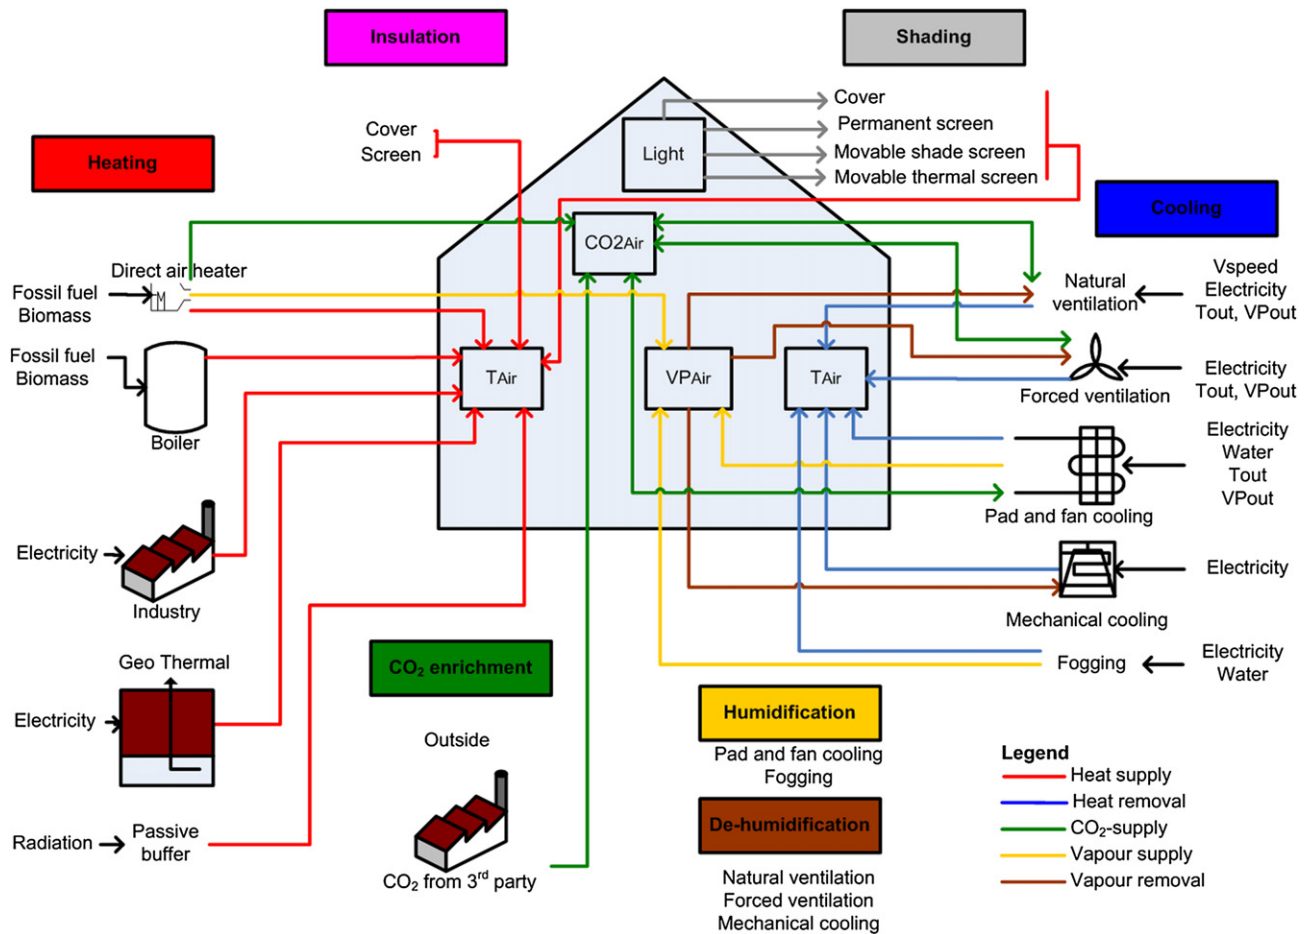 Insulation
Shading
Cover
Screen
Cover
Permanent screen
Movable shade screen
Movable thermal screen
Light
Heating
Cooling
CO2Air
Direct air heater
Fossil fuel
Biomass
Natural
ventilation
Vspeed
Electricity
Tout, VPout
Fossil fuel
Biomass
Boiler
TAir
VPAir
TAir
Forced ventilation
Electricity
Tout, VPout
Electricity
Water
Tout
VPout
Pad and fan cooling
Electricity
Industry
Electricity
Mechanical cooling
Geo Thermal
Electricity
CO₂ enrichment
Fogging
Electricity
Water
Humidification
Pad and fan cooling
Fogging
Outside
Radiation
Passive
buffer
CO₂ from 3rd party
De-humidification
Natural ventilation
Forced ventilation
Mechanical cooling
Legend
Heat supply
Heat removal
CO₂-supply
Vapour supply
Vapour removal